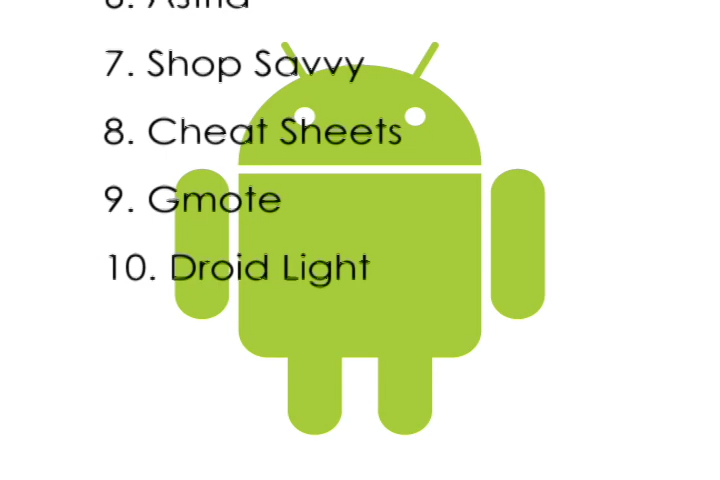 7. Shop Savvy
8. Cheat Sheets
9. Gmote
10. Droid Light